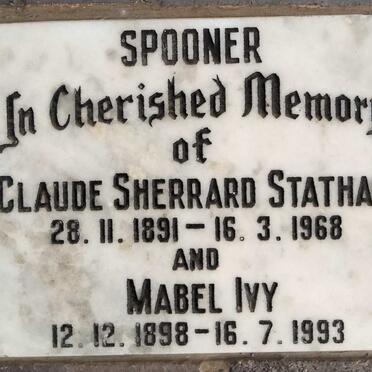 SPOONER
In Cherished Memory
of
CLAUDE SHERRARD STATHA
28. 11. 1891 – 16. 3. 1968
AND
MABEL IVY
12. 12. 1898 – 16. 7. 1993